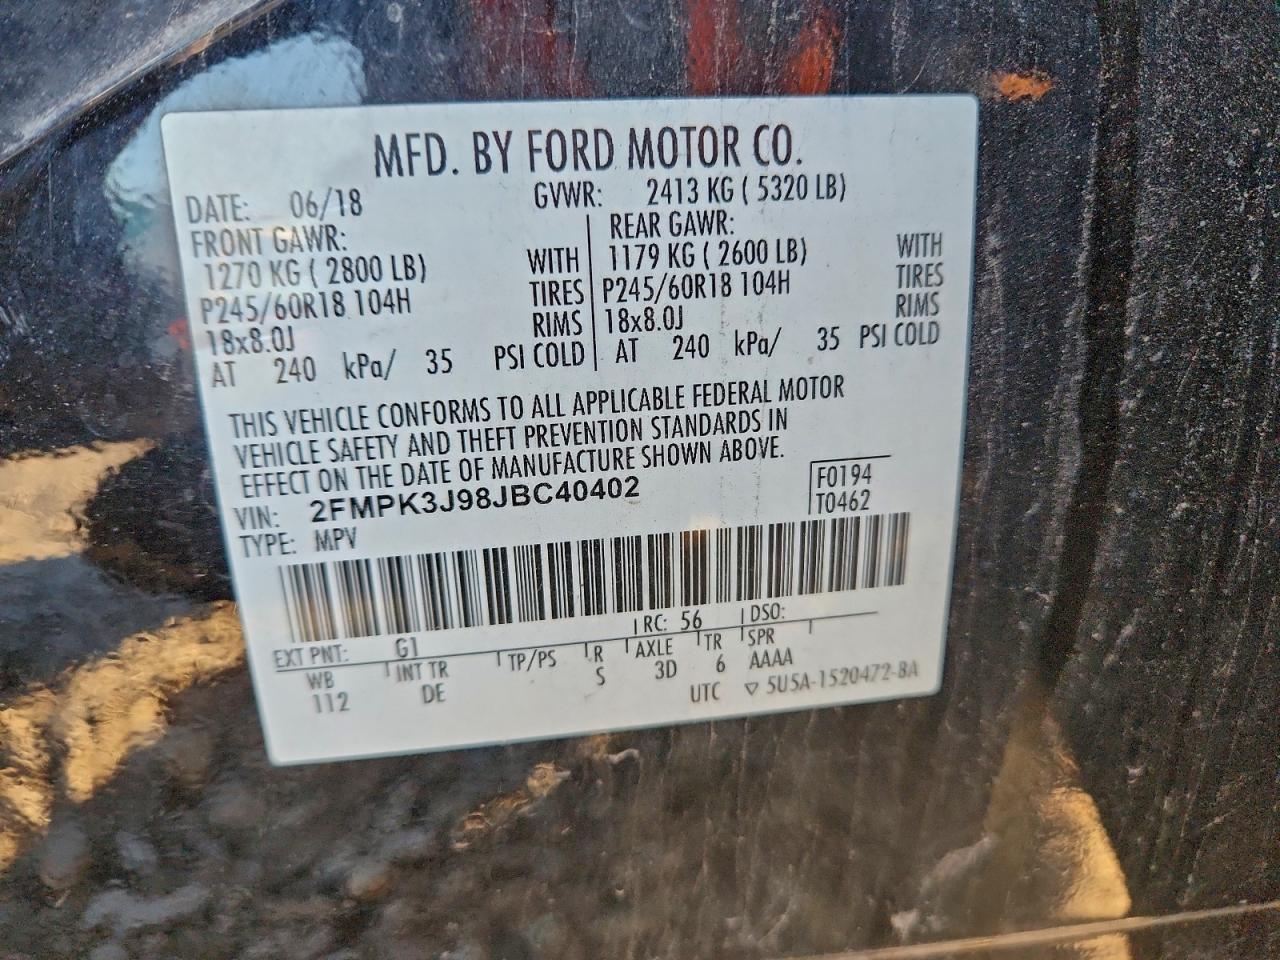 MFD. BY FORD MOTOR CO.
DATE: 06/18 GVWR: 2413 KG ( 5320 LB)
FRONT GAWR: REAR GAWR:
1270 KG ( 2800 LB) WITH 1179 KG ( 2600 LB) WITH
P245/60R18 104H TIRES P245/60R18 104H TIRES
18x8.0J RIMS 18x8.0J RIMS
AT 240 kPa/ 35 PSI COLD AT 240 kPa/ 35 PSI COLD
THIS VEHICLE CONFORMS TO ALL APPLICABLE FEDERAL MOTOR
VEHICLE SAFETY AND THEFT PREVENTION STANDARDS IN
EFFECT ON THE DATE OF MANUFACTURE SHOWN ABOVE.
VIN: 2FMPK3J98JBC40402 F0194
TYPE: MPV T0462
EXT PNT: G1 RC: 56 DSO:
WB INT TR TP/PS R AXLE TR SPR
112 DE S 3D 6 AAAA
UTC ▽ 5U5A-1520472-BA